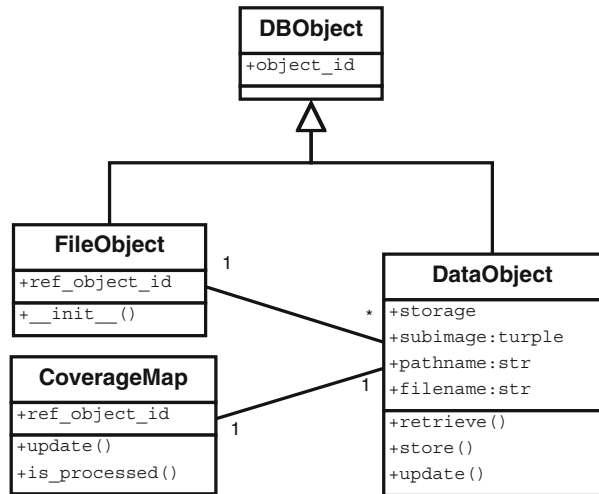 DBObject
+object_id
FileObject
+ref_object_id
+__init__()
1
DataObject
+storage
+subimage:turple
+pathname:str
+filename:str
+retrieve()
+store()
+update()
*
CoverageMap
+ref_object_id
+update()
+is_processed()
1
1